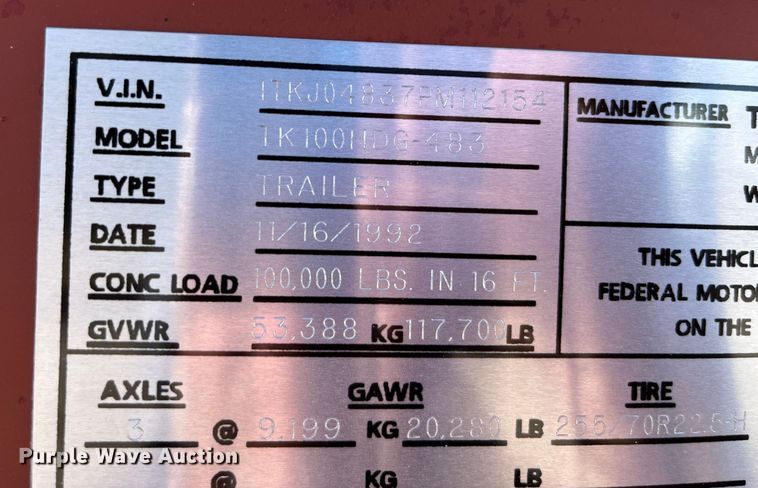 V.I.N. 1TKJ04837PM112154
MANUFACTURER T
MODEL TK100HDG-483
M
TYPE TRAILER
W
DATE 11/16/1992
THIS VEHICL
CONC LOAD 100,000 LBS. IN 16 FT.
FEDERAL MOTO
GVWR 53,388 KG 117,700 LB
ON THE
AXLES GAWR TIRE
3 @ 9,199 KG 20,280 LB 255/70R22.5-H
Purple Wave Auction
@ KG LB